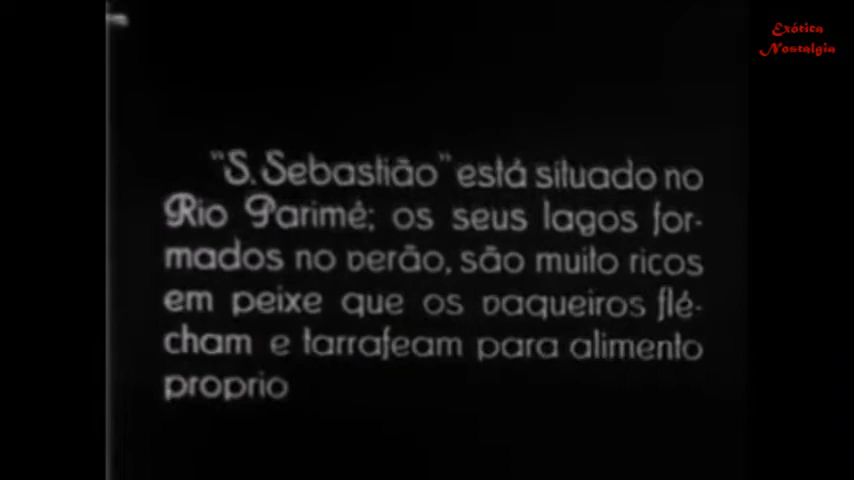 Exótica
Nostalgia
"S. Sebastião" está situado no
Rio Parimé; os seus lagos for-
mados no verão, são muito ricos
em peixe que os vaqueiros flé-
cham e tarrafeam para alimento
proprio